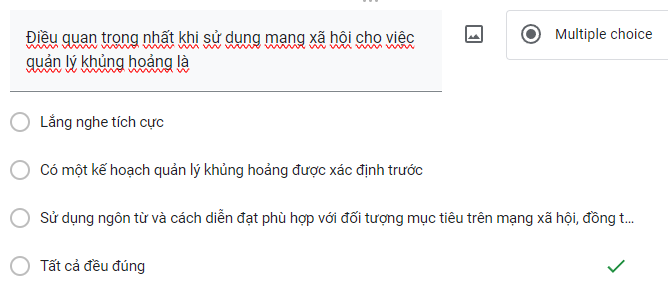 Điều quan trọng nhất khi sử dụng mạng xã hội cho việc
quản lý khủng hoảng là
Multiple choice
Lắng nghe tích cực
Có một kế hoạch quản lý khủng hoảng được xác định trước
Sử dụng ngôn từ và cách diễn đạt phù hợp với đối tượng mục tiêu trên mạng xã hội, đồng t...
Tất cả đều đúng